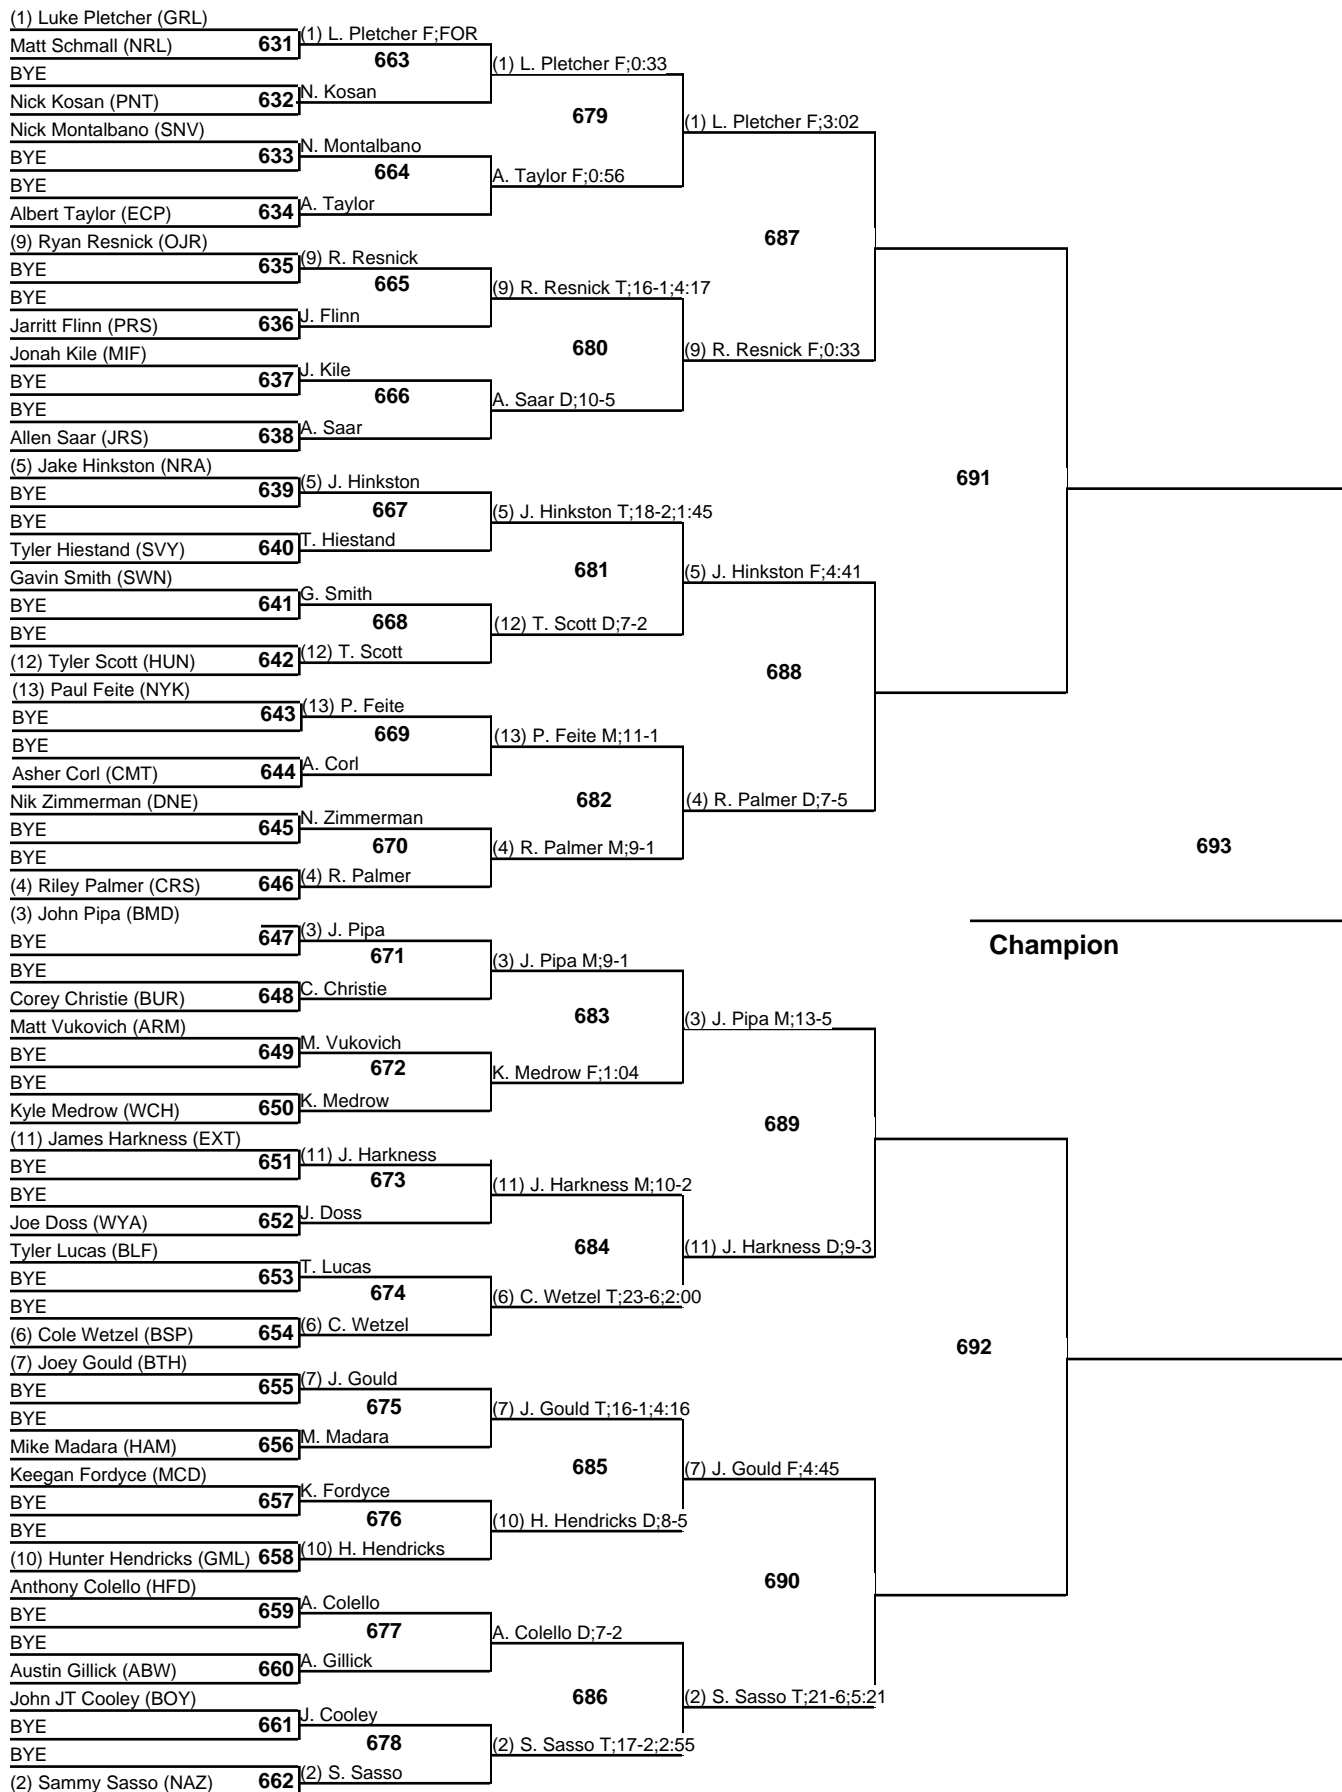 (1) Luke Pletcher (GRL)
Matt Schmall (NRL)
BYE
Nick Kosan (PNT)
Nick Montalbano (SNV)
BYE
BYE
Albert Taylor (ECP)
(9) Ryan Resnick (OJR)
BYE
BYE
Jarritt Flinn (PRS)
Jonah Kile (MIF)
BYE
BYE
Allen Saar (JRS)
(5) Jake Hinkston (NRA)
BYE
BYE
Tyler Hiestand (SVY)
Gavin Smith (SWN)
BYE
BYE
(12) Tyler Scott (HUN)
(13) Paul Feite (NYK)
BYE
BYE
Asher Corl (CMT)
Nik Zimmerman (DNE)
BYE
BYE
(4) Riley Palmer (CRS)
(3) John Pipa (BMD)
BYE
BYE
Corey Christie (BUR)
Matt Vukovich (ARM)
BYE
BYE
Kyle Medrow (WCH)
(11) James Harkness (EXT)
BYE
BYE
Joe Doss (WYA)
Tyler Lucas (BLF)
BYE
BYE
(6) Cole Wetzel (BSP)
(7) Joey Gould (BTH)
BYE
BYE
Mike Madara (HAM)
Keegan Fordyce (MCD)
BYE
BYE
(10) Hunter Hendricks (GML)
Anthony Colello (HFD)
BYE
BYE
Austin Gillick (ABW)
John JT Cooley (BOY)
BYE
BYE
(2) Sammy Sasso (NAZ)
631
632
633
634
635
636
637
638
639
640
641
642
643
644
645
646
647
648
649
650
651
652
653
654
655
656
657
658
659
660
661
662
(1) L. Pletcher F;FOR
663
N. Kosan
N. Montalbano
664
A. Taylor
(9) R. Resnick
665
J. Flinn
J. Kile
666
A. Saar
(5) J. Hinkston
667
T. Hiestand
G. Smith
668
(12) T. Scott
(13) P. Feite
669
A. Corl
N. Zimmerman
670
(4) R. Palmer
(3) J. Pipa
671
C. Christie
M. Vukovich
672
K. Medrow
(11) J. Harkness
673
J. Doss
T. Lucas
674
(6) C. Wetzel
(7) J. Gould
675
M. Madara
K. Fordyce
676
(10) H. Hendricks
A. Colello
677
A. Gillick
J. Cooley
678
(2) S. Sasso
(1) L. Pletcher F;0:33
679
A. Taylor F;0:56
(9) R. Resnick T;16-1;4:17
680
A. Saar D;10-5
(5) J. Hinkston T;18-2;1:45
681
(12) T. Scott D;7-2
(13) P. Feite M;11-1
682
(4) R. Palmer M;9-1
(3) J. Pipa M;9-1
683
K. Medrow F;1:04
(11) J. Harkness M;10-2
684
(6) C. Wetzel T;23-6;2:00
(7) J. Gould T;16-1;4:16
685
(10) H. Hendricks D;8-5
A. Colello D;7-2
686
(2) S. Sasso T;17-2;2:55
(1) L. Pletcher F;3:02
687
(9) R. Resnick F;0:33
(5) J. Hinkston F;4:41
688
(4) R. Palmer D;7-5
(3) J. Pipa M;13-5
689
(11) J. Harkness D;9-3
(7) J. Gould F;4:45
690
(2) S. Sasso T;21-6;5:21
691
692
693
Champion